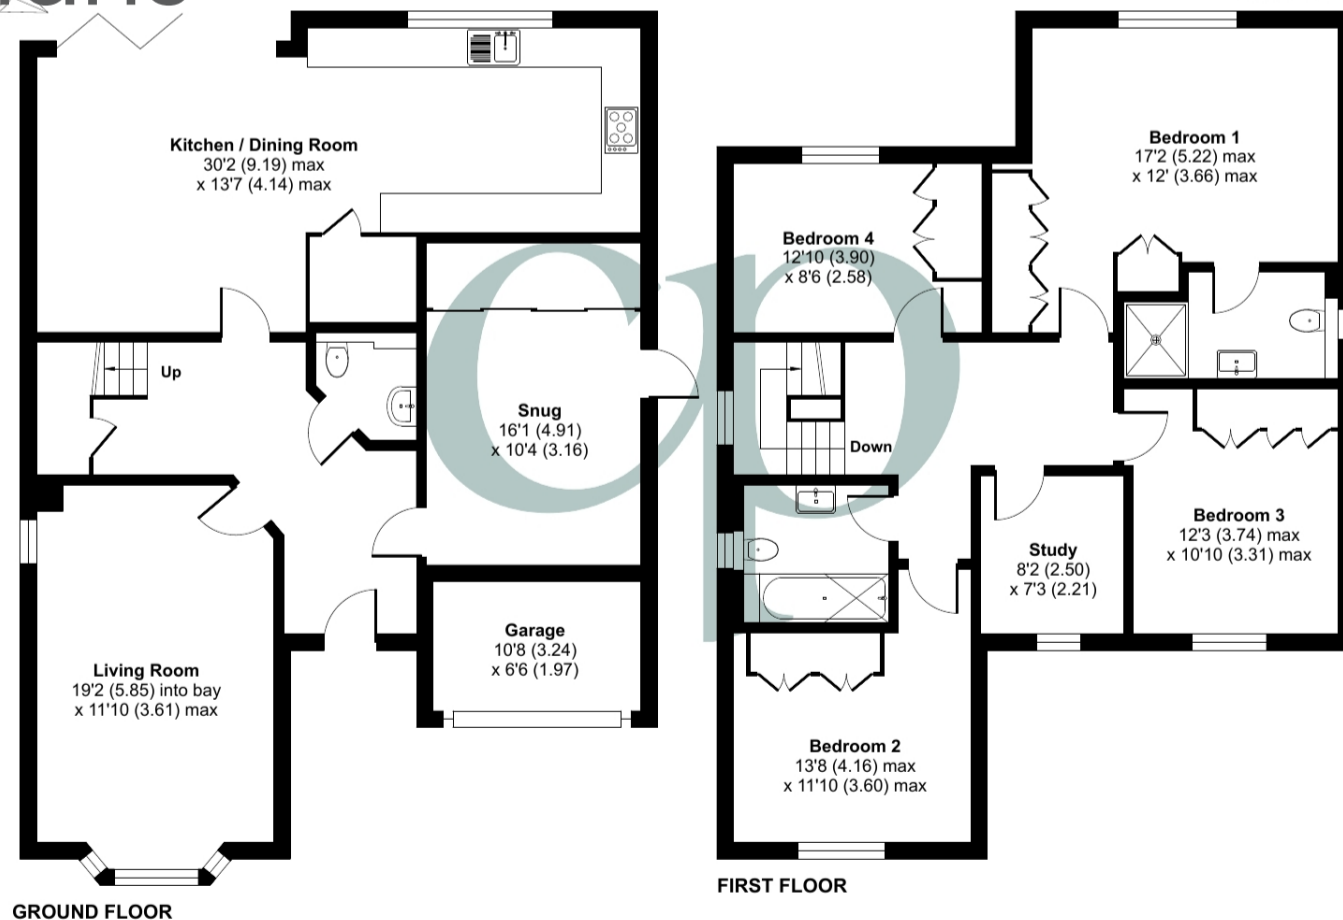 Kitchen / Dining Room
30'2 (9.19) max
x 13'7 (4.14) max
Up
Snug
16'1 (4.91)
x 10'4 (3.16)
Garage
10'8 (3.24)
x 6'6 (1.97)
Living Room
19'2 (5.85) into bay
x 11'10 (3.61) max
GROUND FLOOR
Bedroom 1
17'2 (5.22) max
x 12' (3.66) max
Bedroom 4
12'10 (3.90)
x 8'6 (2.58)
Down
Bedroom 3
12'3 (3.74) max
x 10'10 (3.31) max
Study
8'2 (2.50)
x 7'3 (2.21)
Bedroom 2
13'8 (4.16) max
x 11'10 (3.60) max
FIRST FLOOR
cp